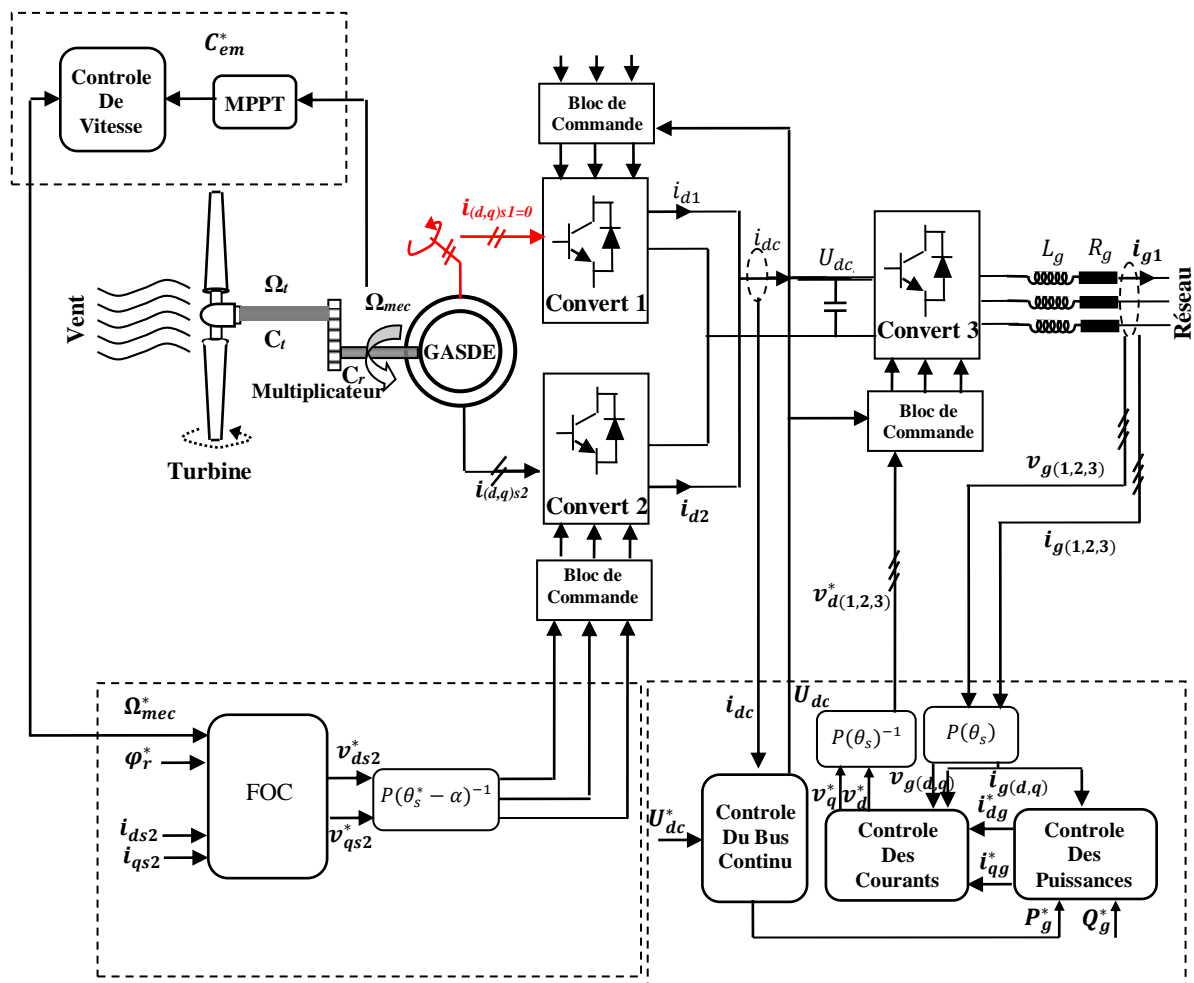 C*em
Controle
De
Vitesse
MPPT
Bloc de
Commande
i(d,q)s1=0
id1
idc
Udc
Convert 1
Convert 3
Lg
Rg
ig1
Réseau
Vent
Ωt
Ct
Ωmec
GASDE
Cr
Multiplicateur
Turbine
i(d,q)s2
Convert 2
id2
Bloc de
Commande
Bloc de
Commande
vg(1,2,3)
ig(1,2,3)
v*d(1,2,3)
Ω*mec
φ*r
ids2
iqs2
FOC
v*ds2
v*qs2
P(θ*s − α)⁻¹
idc
Udc
P(θs)⁻¹
P(θs)
vg(d,q)
ig(d,q)
v*q
v*d
i*dg
i*qg
U*dc
Controle
Du Bus
Continu
Controle
Des
Courants
Controle
Des
Puissances
P*g
Q*g